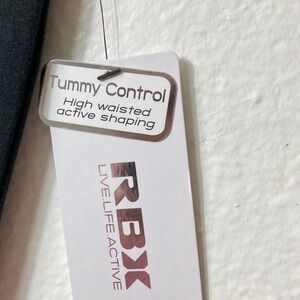 Tummy Control
High waisted
active shaping
RBX
LIVE.LIFE.ACTIVE